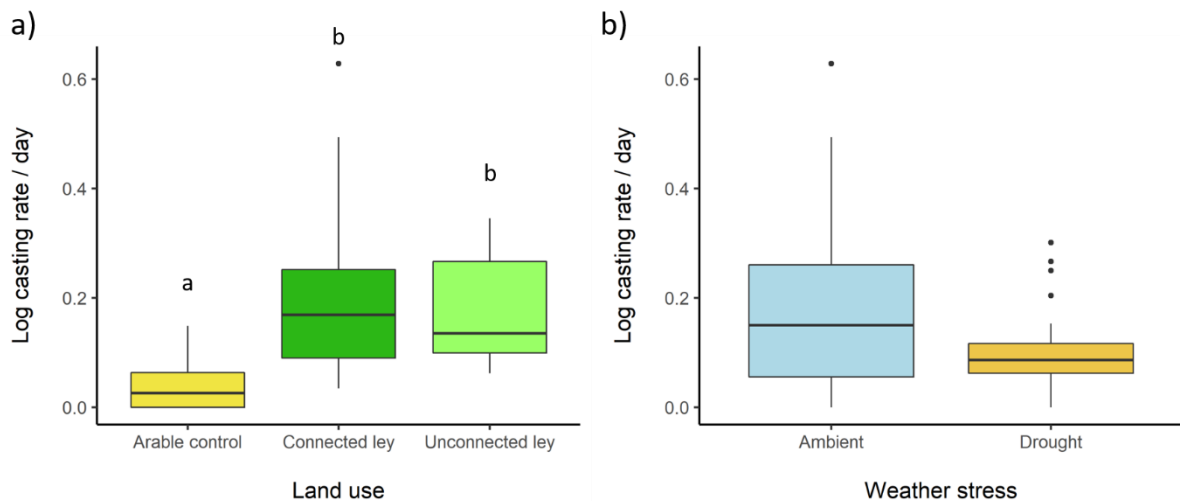 a)
Log casting rate / day
0.6
0.4
0.2
0.0
a
b
b
Arable control Connected ley Unconnected ley
Land use
b)
Log casting rate / day
0.6
0.4
0.2
0.0
Ambient Drought
Weather stress